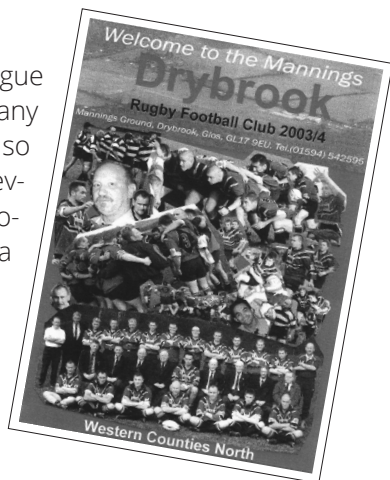 gue
any
so
ev-
o-
a
Welcome to the Mannings
Drybrook
Rugby Football Club 2003/4
Mannings Ground, Drybrook, Glos, GL17 9EU. Tel.(01594) 542595
Western Counties North